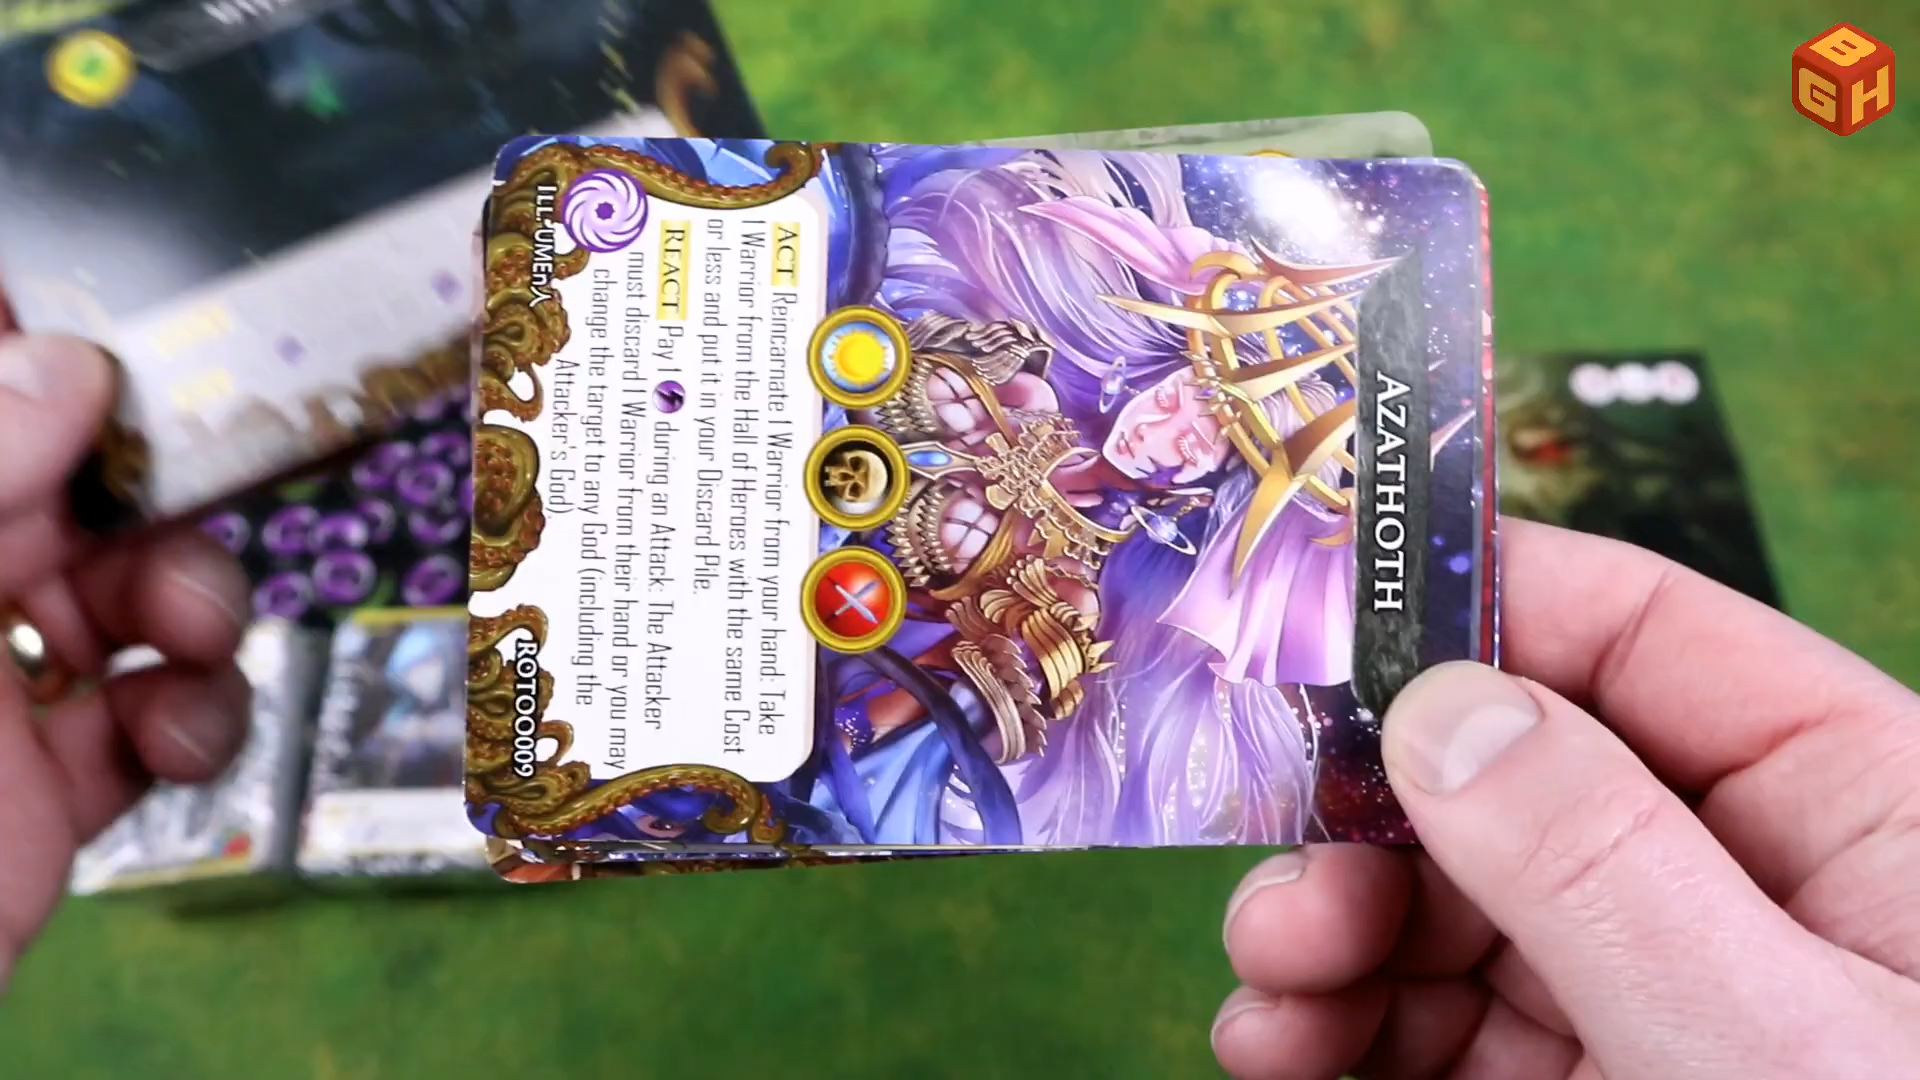 AZATHOTH
ACT Reincarnate 1 Warrior from your hand: Take
1 Warrior from the Hall of Heroes with the same Cost
or less and put it in your Discard Pile.
REACT Pay 1 during an Attack: The Attacker
must discard 1 Warrior from their hand or you may
change the target to any God (including the
Attacker's God).
ILL. UMEnA
ROTO0009
B
G H